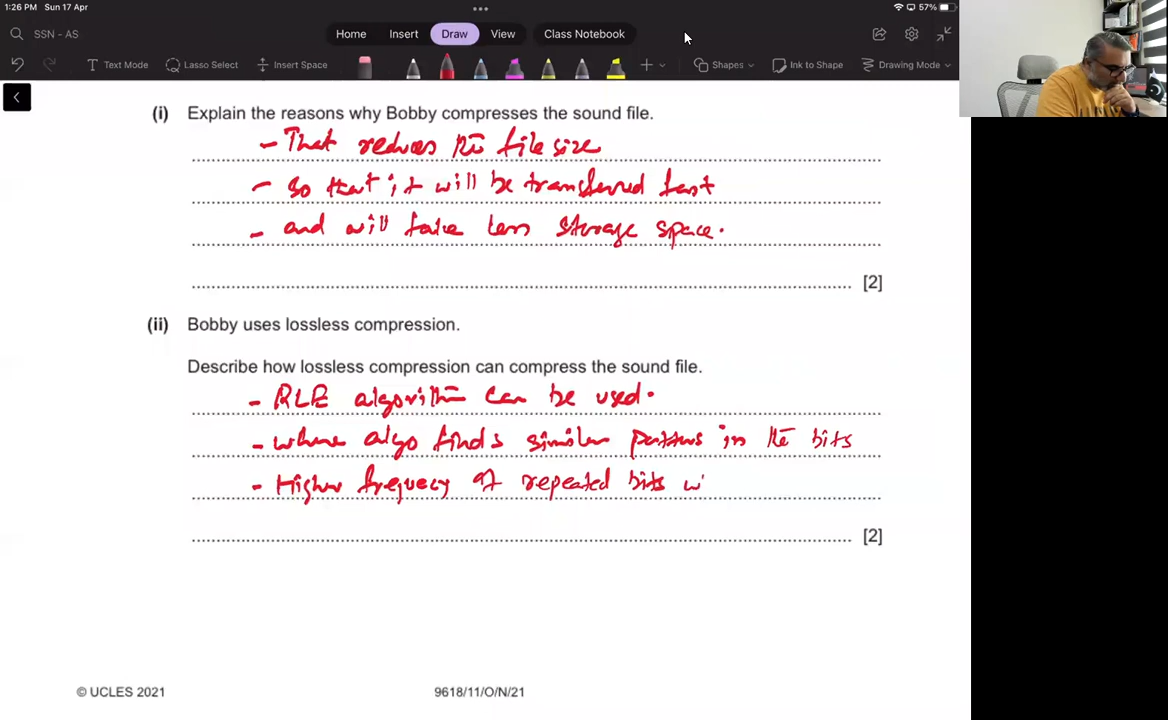 1:26 PM Sun 17 Apr
57%
SSN - AS
Home Insert Draw View Class Notebook
Text Mode Lasso Select Insert Space Shapes Ink to Shape Drawing Mode
(i) Explain the reasons why Bobby compresses the sound file.
- That reduces the file size
- So that it will be transferred fast
- and will take less storage space.
[2]
(ii) Bobby uses lossless compression.
Describe how lossless compression can compress the sound file.
- RLE algorithm can be used.
- where algo finds similar patterns in the bits
- Higher frequecy of repeated bits w
[2]
© UCLES 2021 9618/11/O/N/21